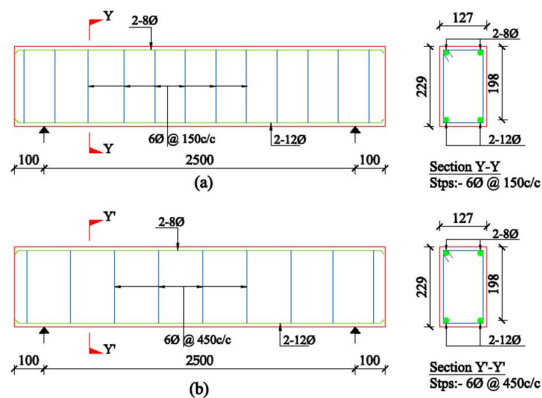 Y
127
2-8Ø
2-8Ø
229
198
6Ø @ 150c/c
2-12Ø
2-12Ø
Y
100
2500
100
Section Y-Y
Stps:- 6Ø @ 150c/c
(a)
Y'
127
2-8Ø
2-8Ø
229
198
6Ø @ 450c/c
2-12Ø
2-12Ø
Y'
100
2500
100
Section Y'-Y'
Stps:- 6Ø @ 450c/c
(b)